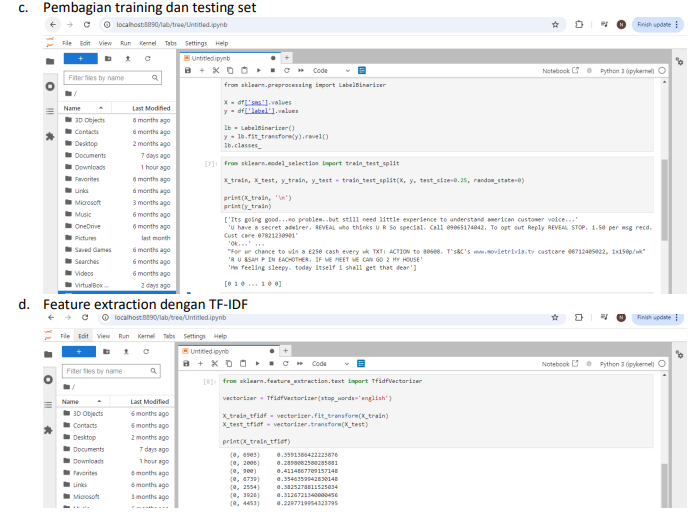 c. Pembagian training dan testing set
localhost:8890/lab/tree/Untitled.ipynb
Finish update
File Edit View Run Kernel Tabs Settings Help
Untitled.ipynb
Code
Notebook
Python 3 (ipykernel)
Filter files by name
/
Name
Last Modified
3D Objects 6 months ago
Contacts 6 months ago
Desktop 2 months ago
Documents 7 days ago
Downloads 1 hour ago
Favorites 6 months ago
Links 6 months ago
Microsoft 3 months ago
Music 6 months ago
OneDrive 6 months ago
Pictures last month
Saved Games 6 months ago
Searches 6 months ago
Videos 6 months ago
VirtualBox ... 2 days ago
from sklearn.preprocessing import LabelBinarizer
X = df['sms'].values
y = df['label'].values
lb = LabelBinarizer()
y = lb.fit_transform(y).ravel()
lb.classes_
[7]: from sklearn.model_selection import train_test_split
X_train, X_test, y_train, y_test = train_test_split(X, y, test_size=0.25, random_state=0)
print(X_train, '\n')
print(y_train)
['Its going good...no problem..but still need little experience to understand american customer voice...'
'U have a secret admirer. REVEAL who thinks U R So special. Call 09065174042. To opt out Reply REVEAL STOP. 1.50 per msg recd.
Cust care 07821230901'
'Ok...' ...
"For ur chance to win a £250 cash every wk TXT: ACTION to 80608. T's&C's www.movietrivia.tv custcare 08712405022, 1x150p/wk"
'R U &SAM P IN EACHOTHER. IF WE MEET WE CAN GO 2 MY HOUSE'
'Mm feeling sleepy. today itself i shall get that dear']
[0 1 0 ... 1 0 0]
d. Feature extraction dengan TF-IDF
localhost:8890/lab/tree/Untitled.ipynb
Finish update
File Edit View Run Kernel Tabs Settings Help
Untitled.ipynb
Code
Notebook
Python 3 (ipykernel)
Filter files by name
/
Name
Last Modified
3D Objects 6 months ago
Contacts 6 months ago
Desktop 2 months ago
Documents 7 days ago
Downloads 1 hour ago
Favorites 6 months ago
Links 6 months ago
Microsoft 3 months ago
[8]: from sklearn.feature_extraction.text import TfidfVectorizer
vectorizer = TfidfVectorizer(stop_words='english')
X_train_tfidf = vectorizer.fit_transform(X_train)
X_test_tfidf = vectorizer.transform(X_test)
print(X_train_tfidf)
(0, 6903) 0.3591386422223876
(0, 2006) 0.2898082580285881
(0, 900) 0.4114867709157148
(0, 6739) 0.3546359942830148
(0, 2554) 0.3825278811525034
(0, 3926) 0.3126721340000456
(0, 4453) 0.2297719954323795